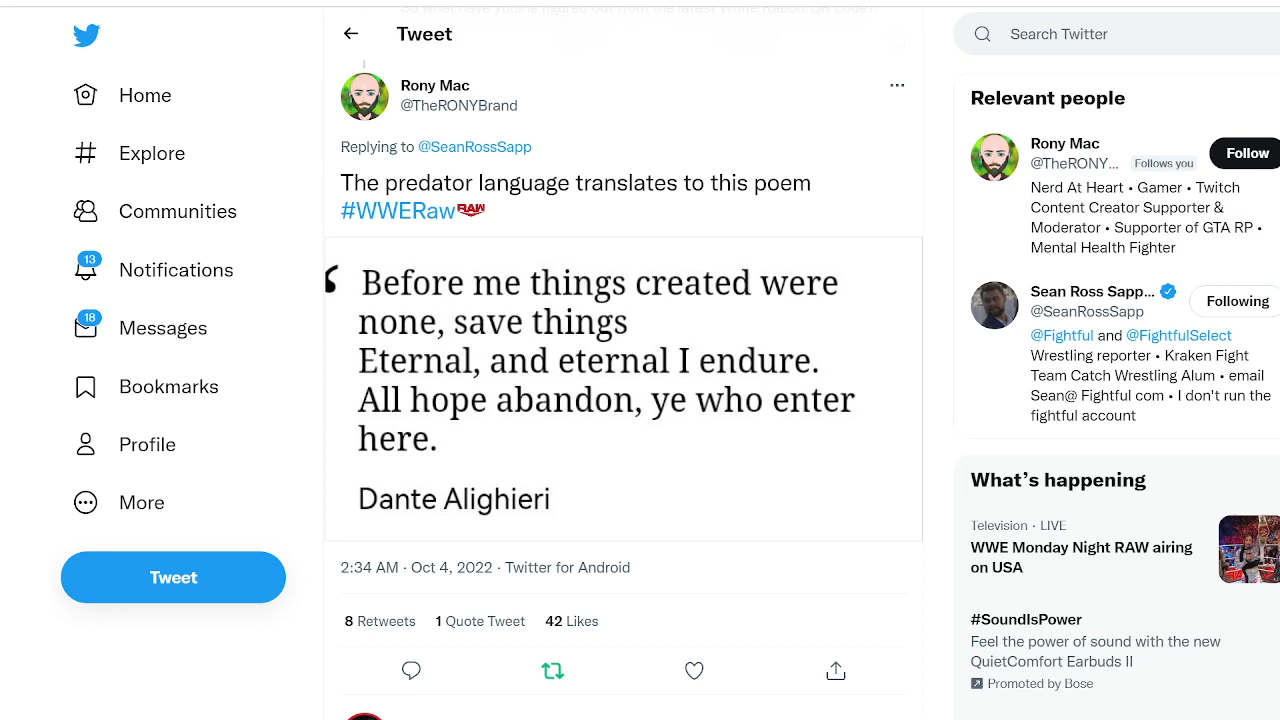 Tweet
Home
Explore
Communities
13
Notifications
18
Messages
Bookmarks
Profile
More
Tweet
Rony Mac
@TheRONYBrand
Replying to @SeanRossSapp
The predator language translates to this poem
#WWERaw RAW
Before me things created were
none, save things
Eternal, and eternal I endure.
All hope abandon, ye who enter
here.
Dante Alighieri
2:34 AM · Oct 4, 2022 · Twitter for Android
8 Retweets 1 Quote Tweet 42 Likes
Search Twitter
Relevant people
Rony Mac
@TheRONY... Follows you
Follow
Nerd At Heart • Gamer • Twitch
Content Creator Supporter &
Moderator • Supporter of GTA RP •
Mental Health Fighter
Sean Ross Sapp...
@SeanRossSapp
Following
@Fightful and @FightfulSelect
Wrestling reporter • Kraken Fight
Team Catch Wrestling Alum • email
Sean@ Fightful com • I don't run the
fightful account
What's happening
Television · LIVE
WWE Monday Night RAW airing
on USA
#SoundIsPower
Feel the power of sound with the new
QuietComfort Earbuds II
Promoted by Bose